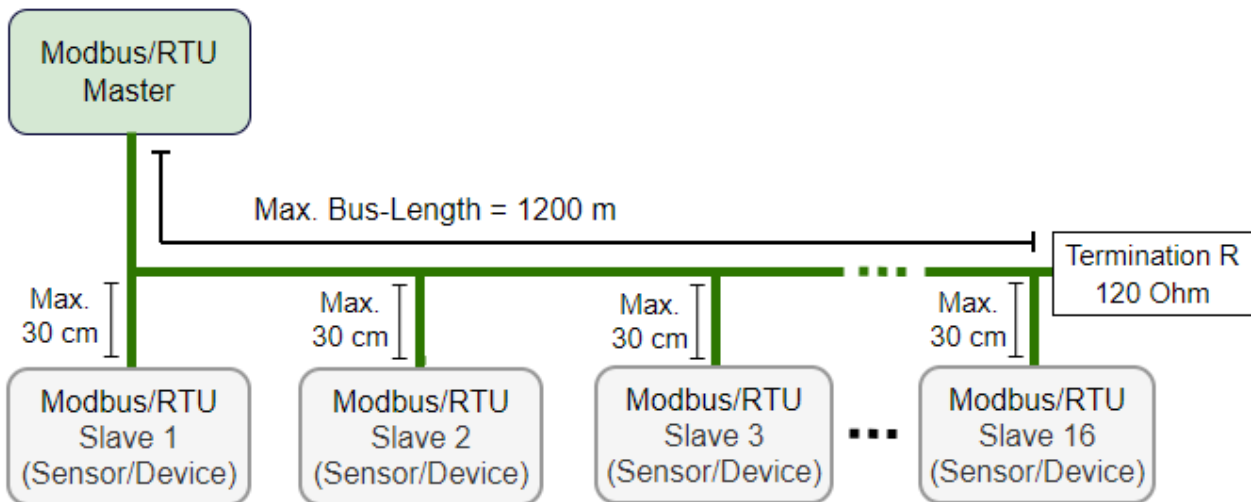 Modbus/RTU
Master
Max. Bus-Length = 1200 m
Termination R
120 Ohm
Max.
30 cm
Max.
30 cm
Max.
30 cm
Max.
30 cm
Modbus/RTU
Slave 1
(Sensor/Device)
Modbus/RTU
Slave 2
(Sensor/Device)
Modbus/RTU
Slave 3
(Sensor/Device)
Modbus/RTU
Slave 16
(Sensor/Device)